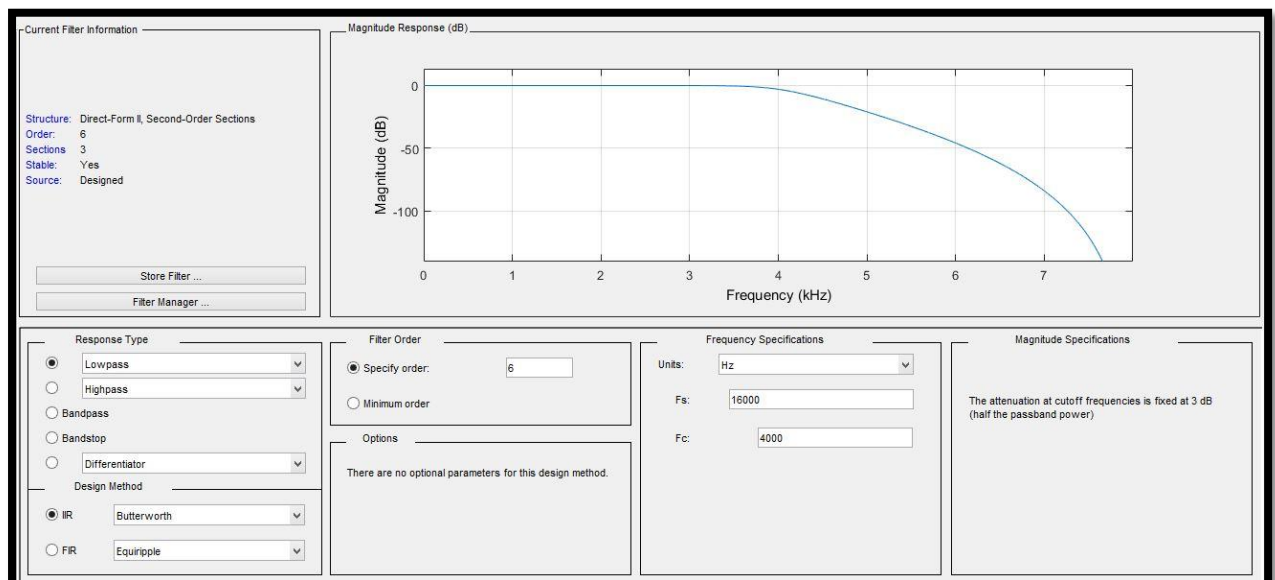 Current Filter Information
Structure: Direct-Form II, Second-Order Sections
Order: 6
Sections 3
Stable: Yes
Source: Designed
Store Filter ...
Filter Manager ...
Magnitude Response (dB)
Magnitude (dB)
0
-50
-100
0 1 2 3 4 5 6 7
Frequency (kHz)
Response Type
Lowpass
Highpass
Bandpass
Bandstop
Differentiator
Design Method
IIR Butterworth
FIR Equiripple
Filter Order
Specify order: 6
Minimum order
Options
There are no optional parameters for this design method.
Frequency Specifications
Units: Hz
Fs: 16000
Fc: 4000
Magnitude Specifications
The attenuation at cutoff frequencies is fixed at 3 dB
(half the passband power)